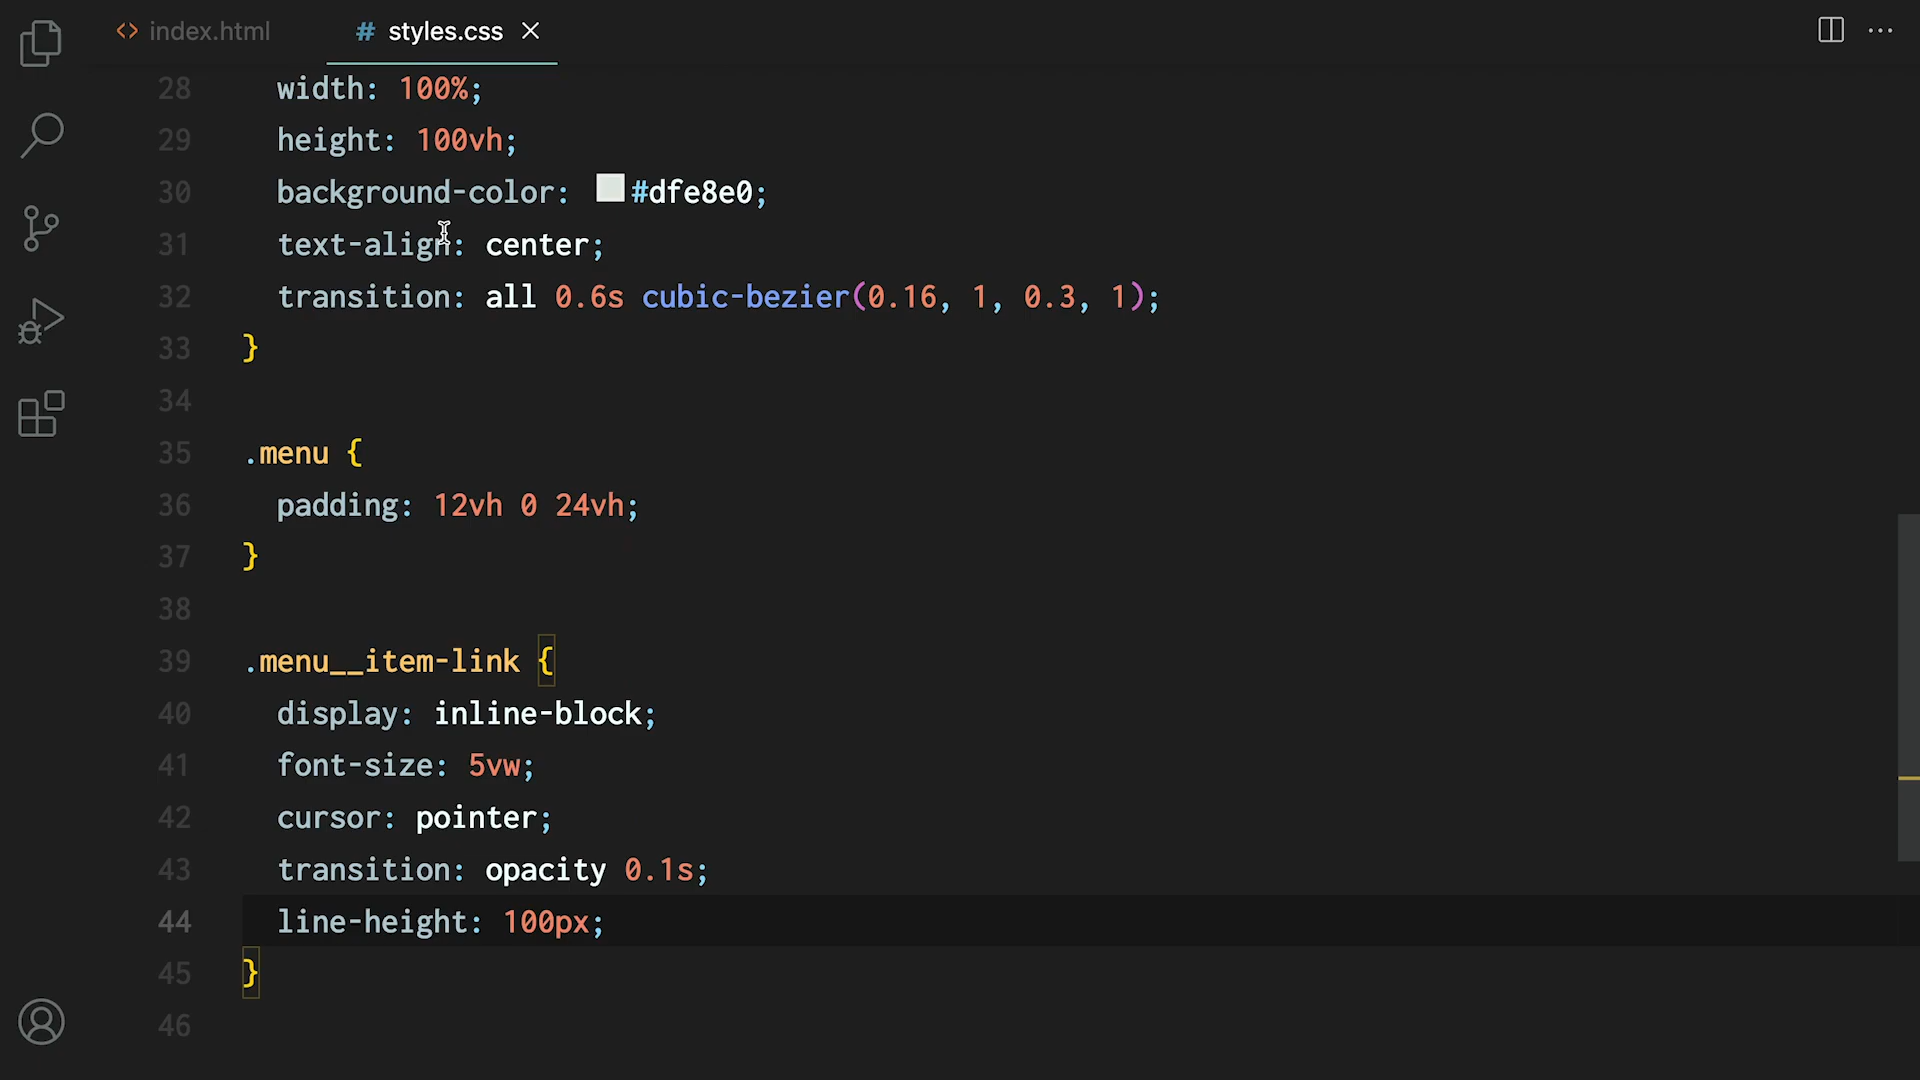 <> index.html # styles.css
28 width: 100%;
29 height: 100vh;
30 background-color: #dfe8e0;
31 text-align: center;
32 transition: all 0.6s cubic-bezier(0.16, 1, 0.3, 1);
33 }
34
35 .menu {
36 padding: 12vh 0 24vh;
37 }
38
39 .menu__item-link {
40 display: inline-block;
41 font-size: 5vw;
42 cursor: pointer;
43 transition: opacity 0.1s;
44 line-height: 100px;
45 }
46